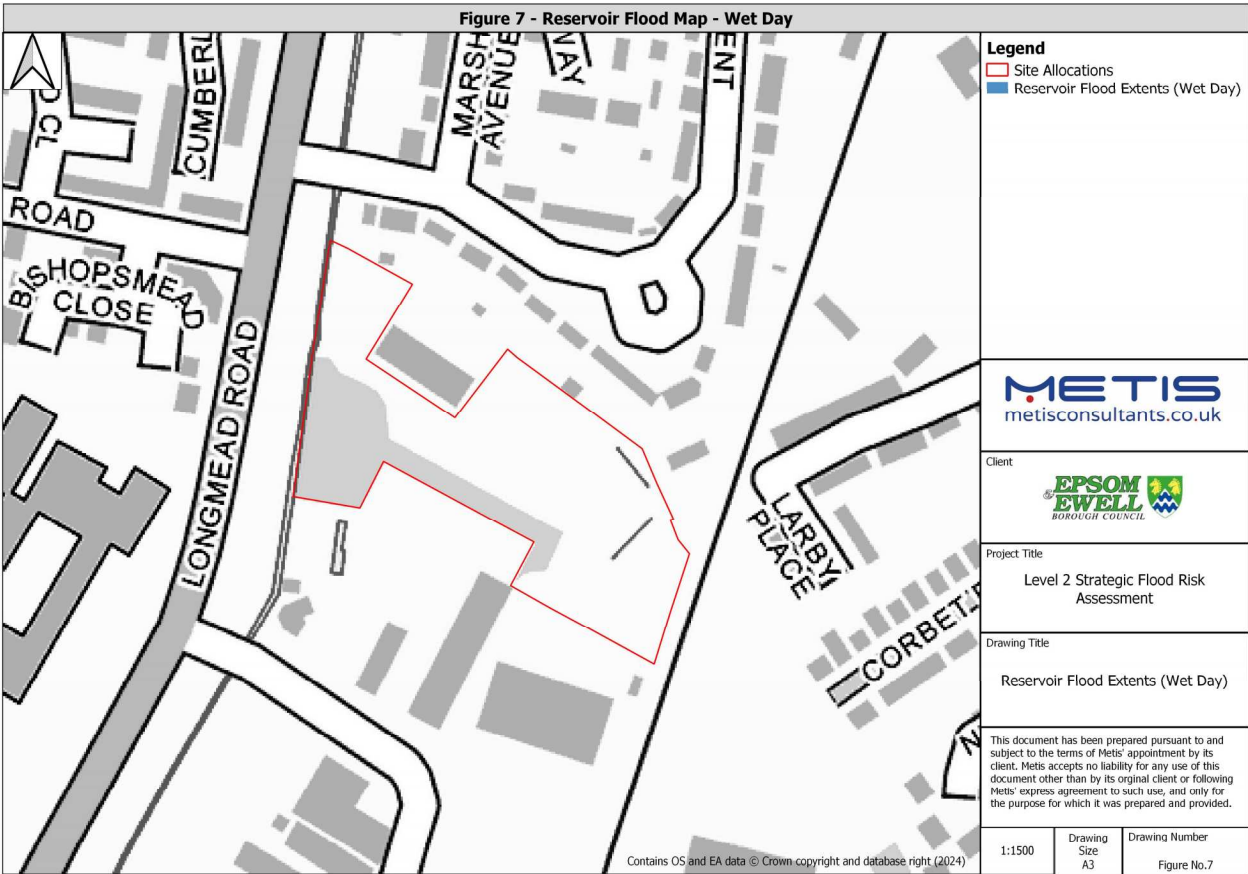 Figure 7 - Reservoir Flood Map - Wet Day
CUMBERL
CL
MARSH
AVENUE
WAY
ENT
ROAD
BISHOPSMEAD
CLOSE
LONGMEAD ROAD
LARBY
PLACE
CORBET
N
Contains OS and EA data © Crown copyright and database right (2024)
Legend
Site Allocations
Reservoir Flood Extents (Wet Day)
METIS
metisconsultants.co.uk
Client
EPSOM
& EWELL
BOROUGH COUNCIL
Project Title
Level 2 Strategic Flood Risk
Assessment
Drawing Title
Reservoir Flood Extents (Wet Day)
This document has been prepared pursuant to and
subject to the terms of Metis' appointment by its
client. Metis accepts no liability for any use of this
document other than by its orginal client or following
Metis' express agreement to such use, and only for
the purpose for which it was prepared and provided.
1:1500
Drawing
Size
A3
Drawing Number
Figure No.7